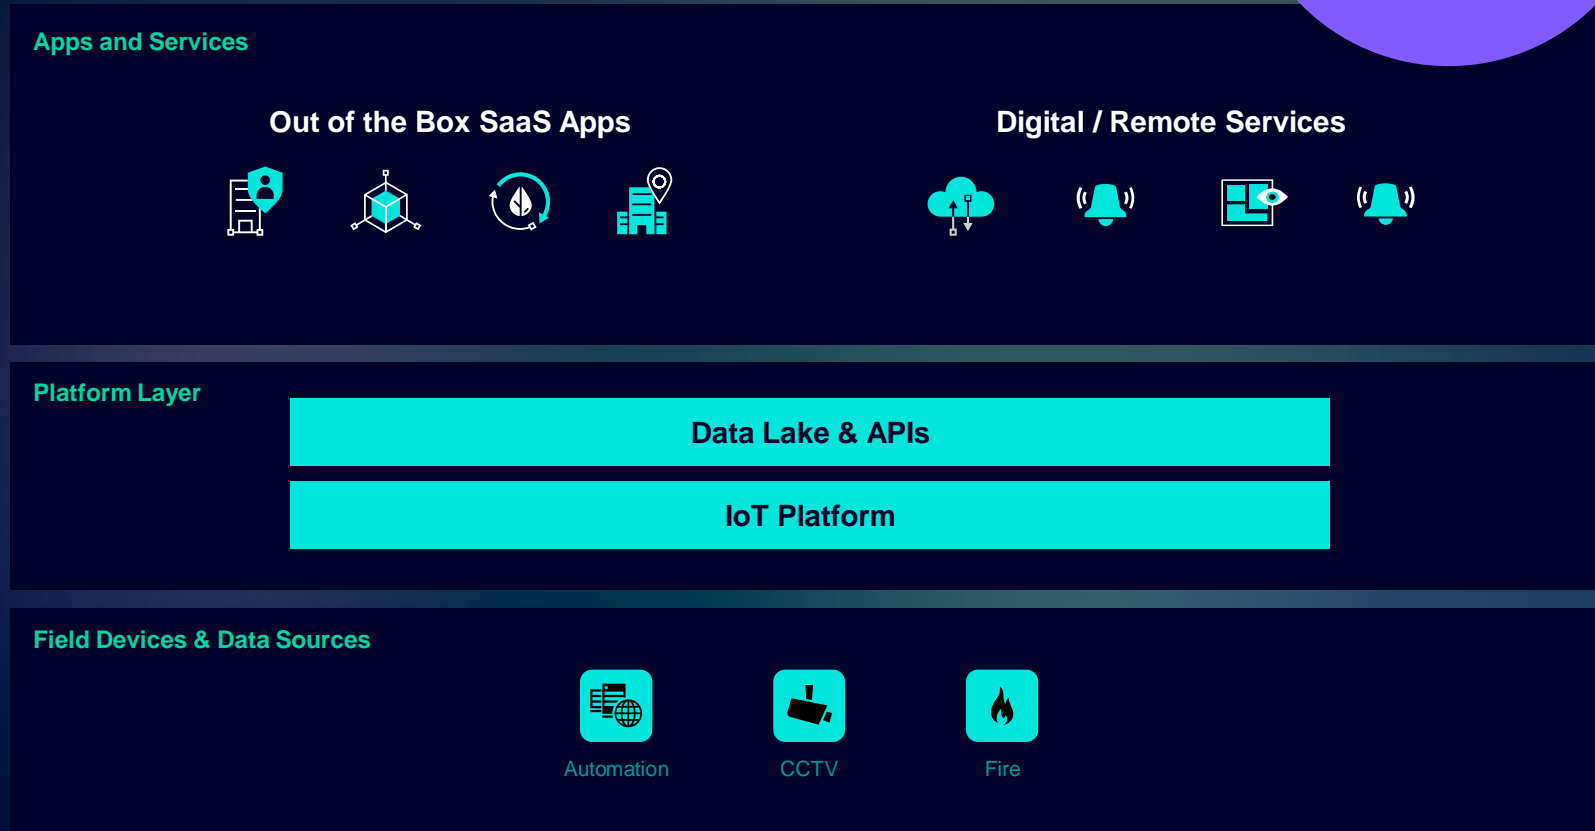 Apps and Services
Out of the Box SaaS Apps
Digital / Remote Services
Platform Layer
Data Lake & APIs
IoT Platform
Field Devices & Data Sources
Automation
CCTV
Fire